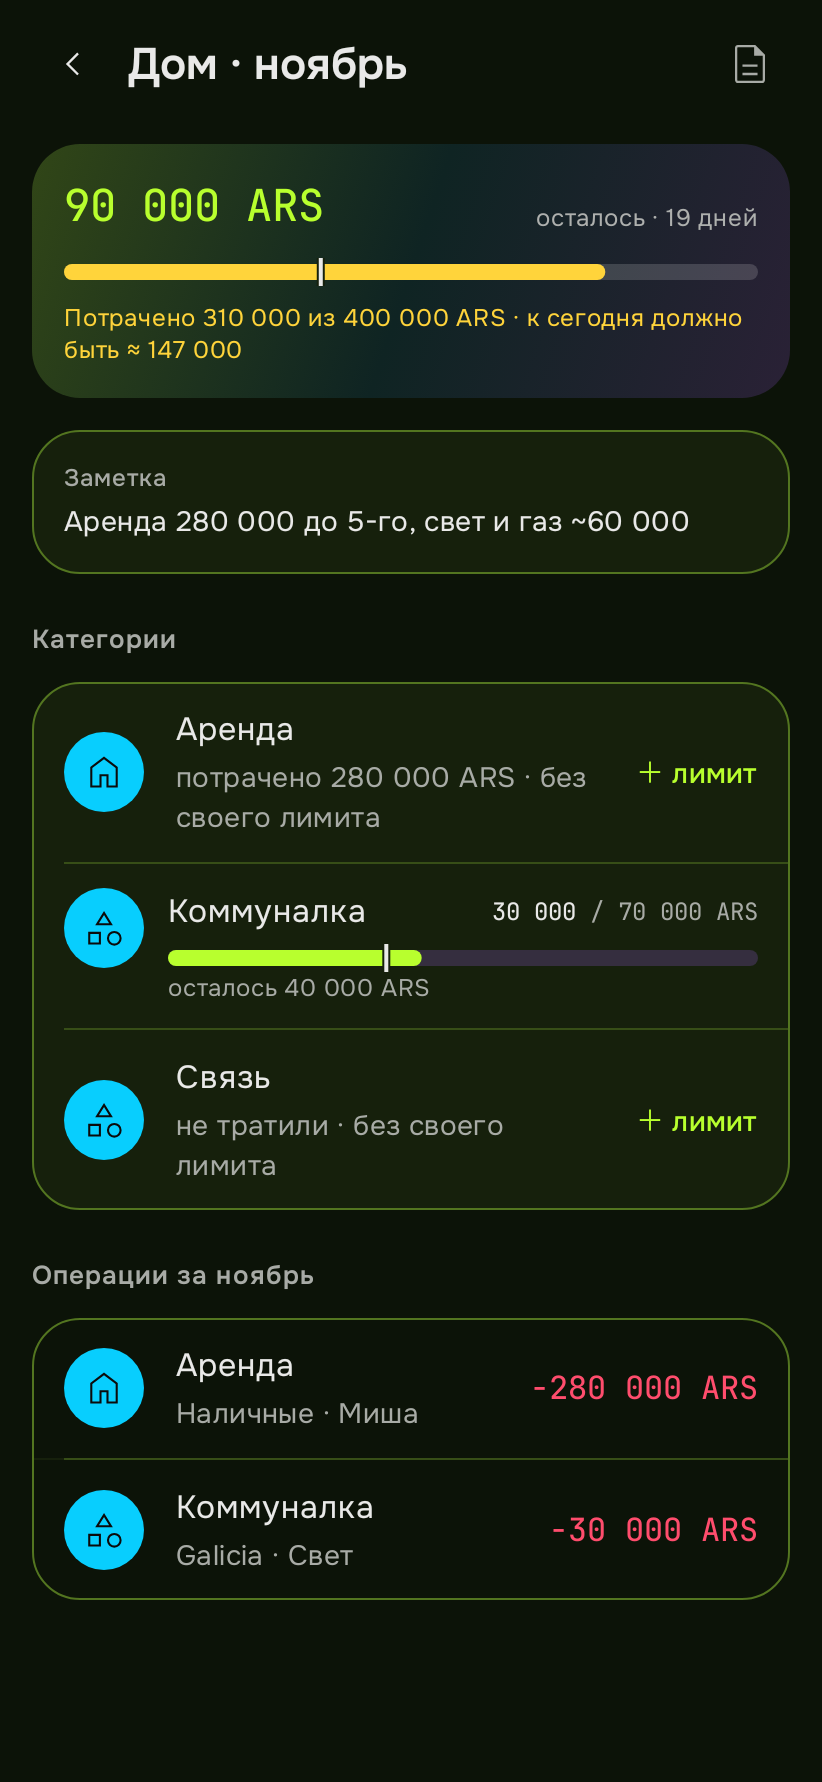 Дом · ноябрь
90 000 ARS
осталось · 19 дней
Потрачено 310 000 из 400 000 ARS · к сегодня должно
быть ≈ 147 000
Заметка
Аренда 280 000 до 5-го, свет и газ ~60 000
Категории
Аренда
потрачено 280 000 ARS · без
своего лимита
+ лимит
Коммуналка
30 000 / 70 000 ARS
осталось 40 000 ARS
Связь
не тратили · без своего
лимита
+ лимит
Операции за ноябрь
Аренда
Наличные · Миша
-280 000 ARS
Коммуналка
Galicia · Свет
-30 000 ARS